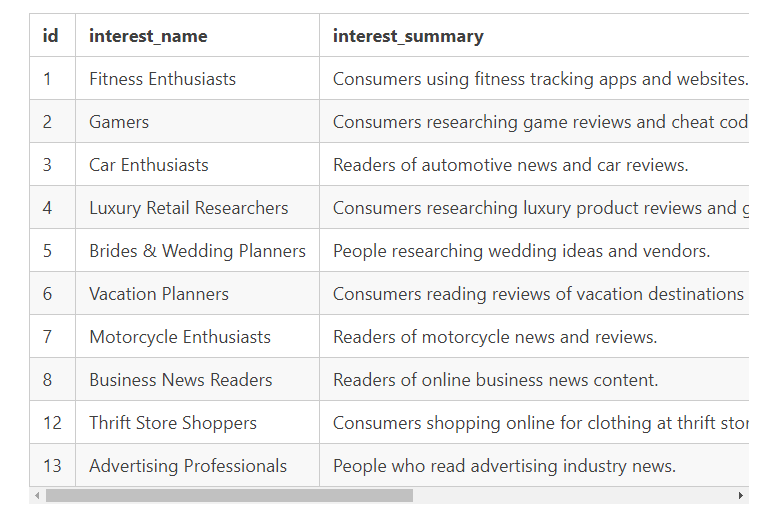 id interest_name interest_summary
1 Fitness Enthusiasts Consumers using fitness tracking apps and websites.
2 Gamers Consumers researching game reviews and cheat cod
3 Car Enthusiasts Readers of automotive news and car reviews.
4 Luxury Retail Researchers Consumers researching luxury product reviews and g
5 Brides & Wedding Planners People researching wedding ideas and vendors.
6 Vacation Planners Consumers reading reviews of vacation destinations
7 Motorcycle Enthusiasts Readers of motorcycle news and reviews.
8 Business News Readers Readers of online business news content.
12 Thrift Store Shoppers Consumers shopping online for clothing at thrift stor
13 Advertising Professionals People who read advertising industry news.